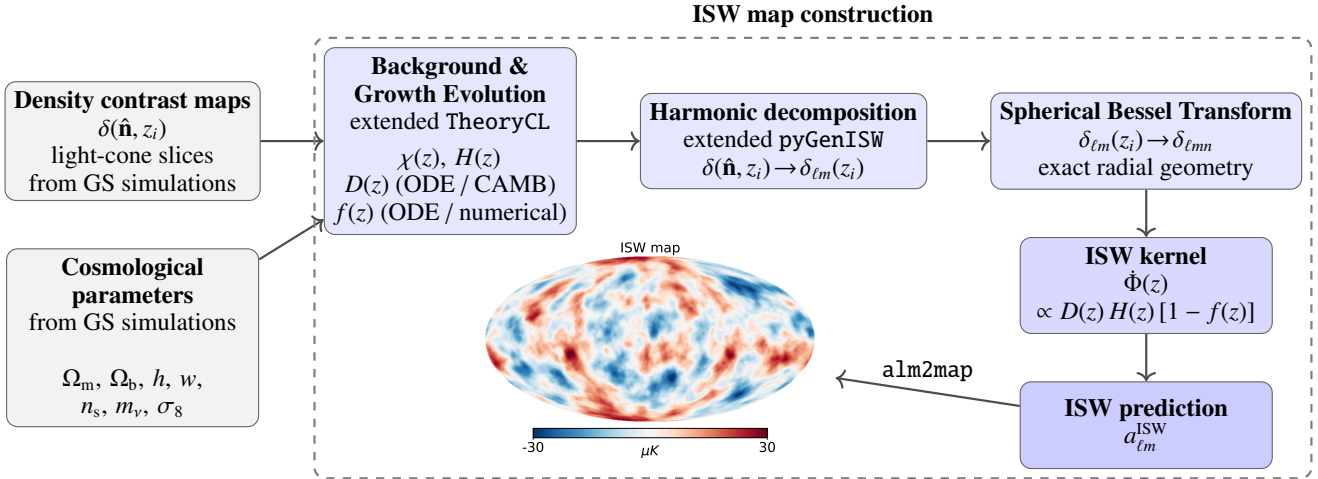 ISW map construction
Density contrast maps
δ(n̂, z_i)
light-cone slices
from GS simulations
Cosmological
parameters
from GS simulations
Ω_m, Ω_b, h, w,
n_s, m_ν, σ_8
Background &
Growth Evolution
extended TheoryCL
χ(z), H(z)
D(z) (ODE / CAMB)
f(z) (ODE / numerical)
Harmonic decomposition
extended pyGenISW
δ(n̂, z_i) → δ_ℓm(z_i)
Spherical Bessel Transform
δ_ℓm(z_i) → δ_ℓmn
exact radial geometry
ISW kernel
Φ̇(z)
∝ D(z) H(z) [1 − f(z)]
ISW prediction
a_ℓm^ISW
alm2map
ISW map
-30
30
μK